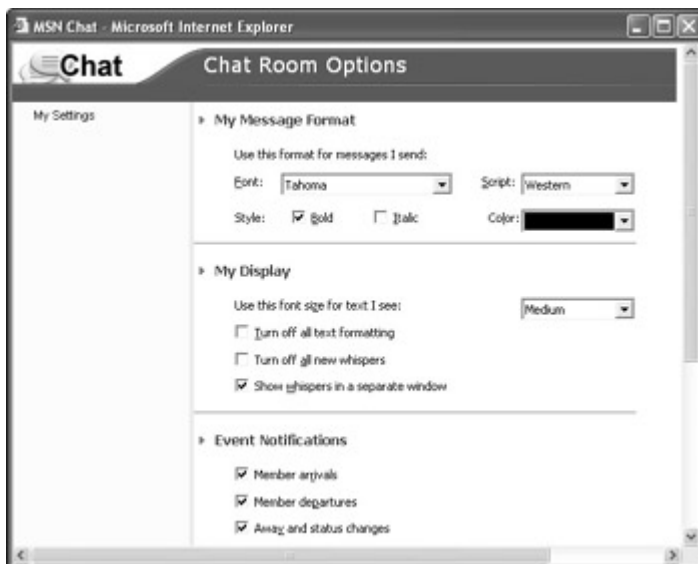 MSN Chat - Microsoft Internet Explorer
Chat
Chat Room Options
My Settings
My Message Format
Use this format for messages I send:
Font: Tahoma Script: Western
Style: Bold Italic Color:
My Display
Use this font size for text I see: Medium
Turn off all text formatting
Turn off all new whispers
Show whispers in a separate window
Event Notifications
Member arrivals
Member departures
Away and status changes